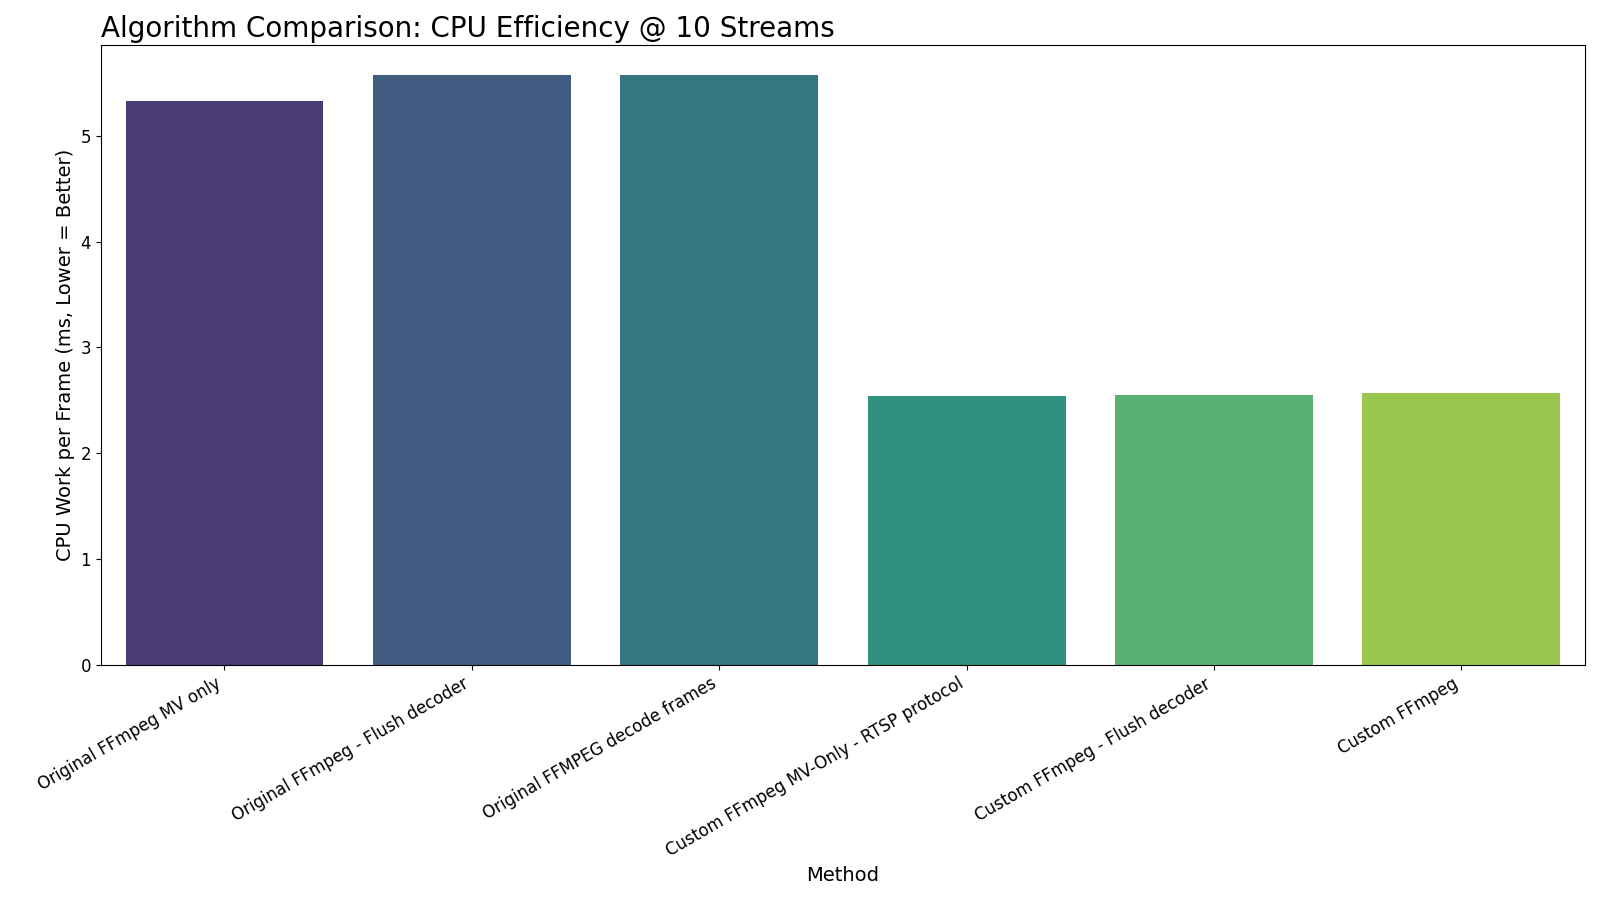 Algorithm Comparison: CPU Efficiency @ 10 Streams
CPU Work per Frame (ms, Lower = Better)
5
4
3
2
1
0
Original FFmpeg MV only
Original FFmpeg - Flush decoder
Original FFMPEG decode frames
Custom FFmpeg MV-Only - RTSP protocol
Custom FFmpeg - Flush decoder
Custom FFmpeg
Method